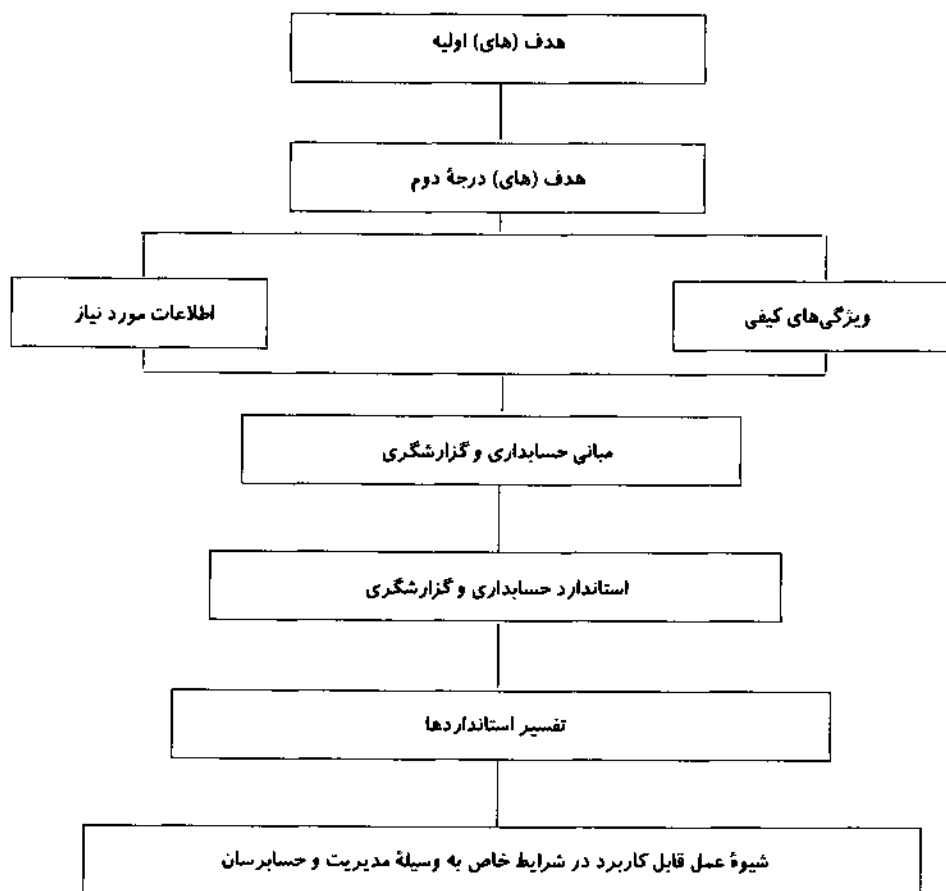 هدف (های) اولیه
هدف (های) درجهٔ دوم
ویژگی‌های کیفی
اطلاعات مورد نیاز
مبانی حسابداری و گزارشگری
استاندارد حسابداری و گزارشگری
تفسیر استانداردها
شیوهٔ عمل قابل کاربرد در شرایط خاص به وسیلهٔ مدیریت و حسابرسان